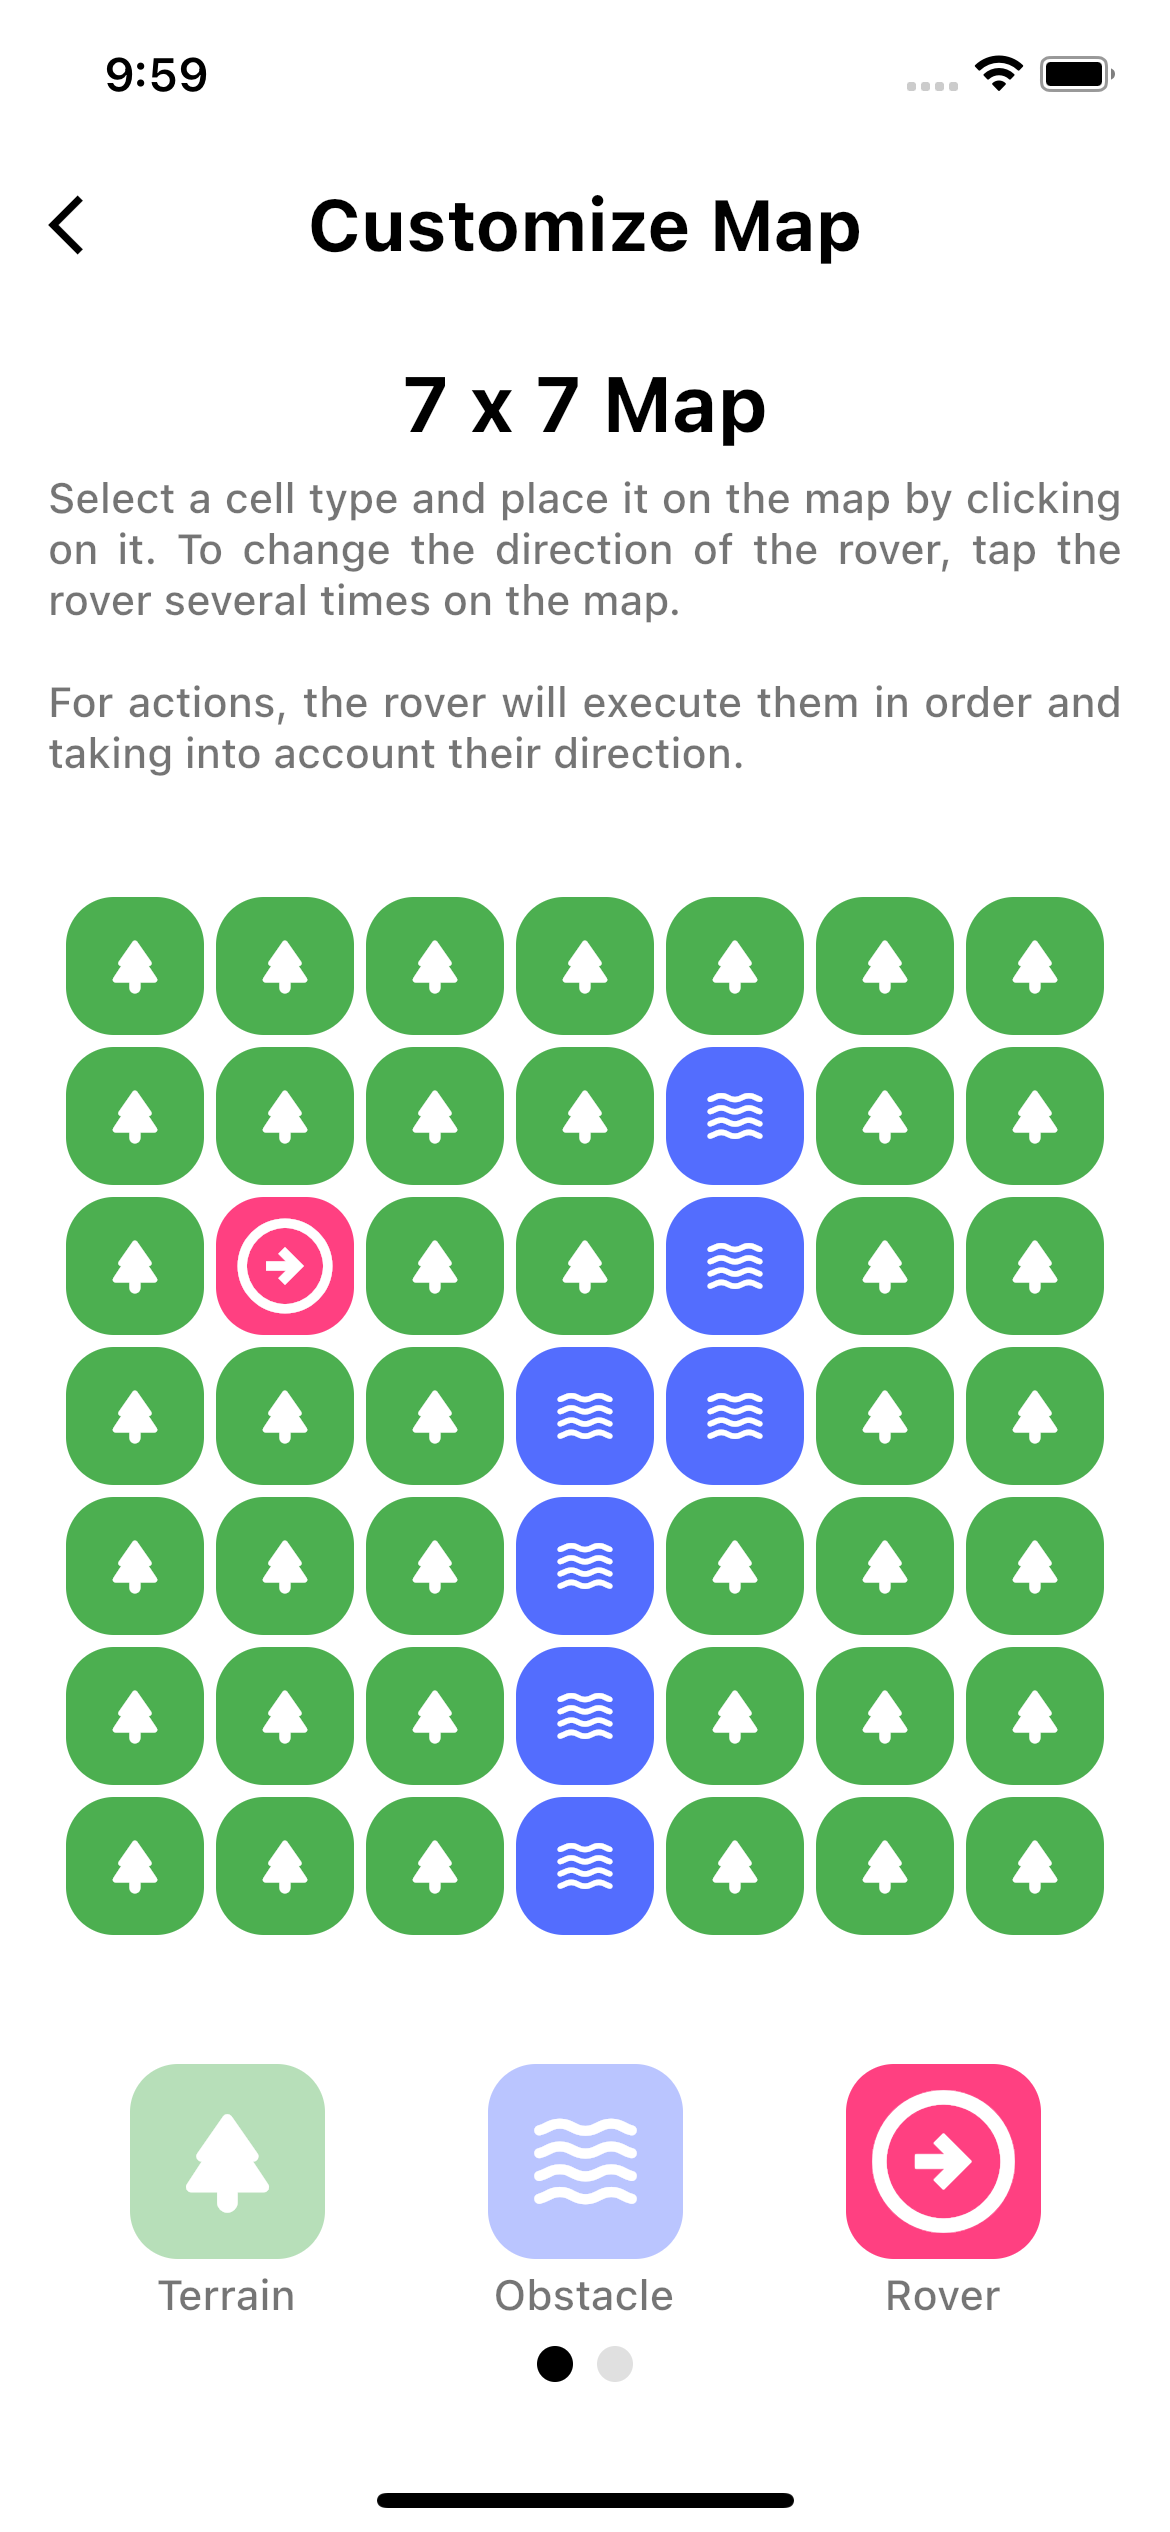 9:59
Customize Map
7 x 7 Map
Select a cell type and place it on the map by clicking
on it. To change the direction of the rover, tap the
rover several times on the map.
For actions, the rover will execute them in order and
taking into account their direction.
Terrain
Obstacle
Rover